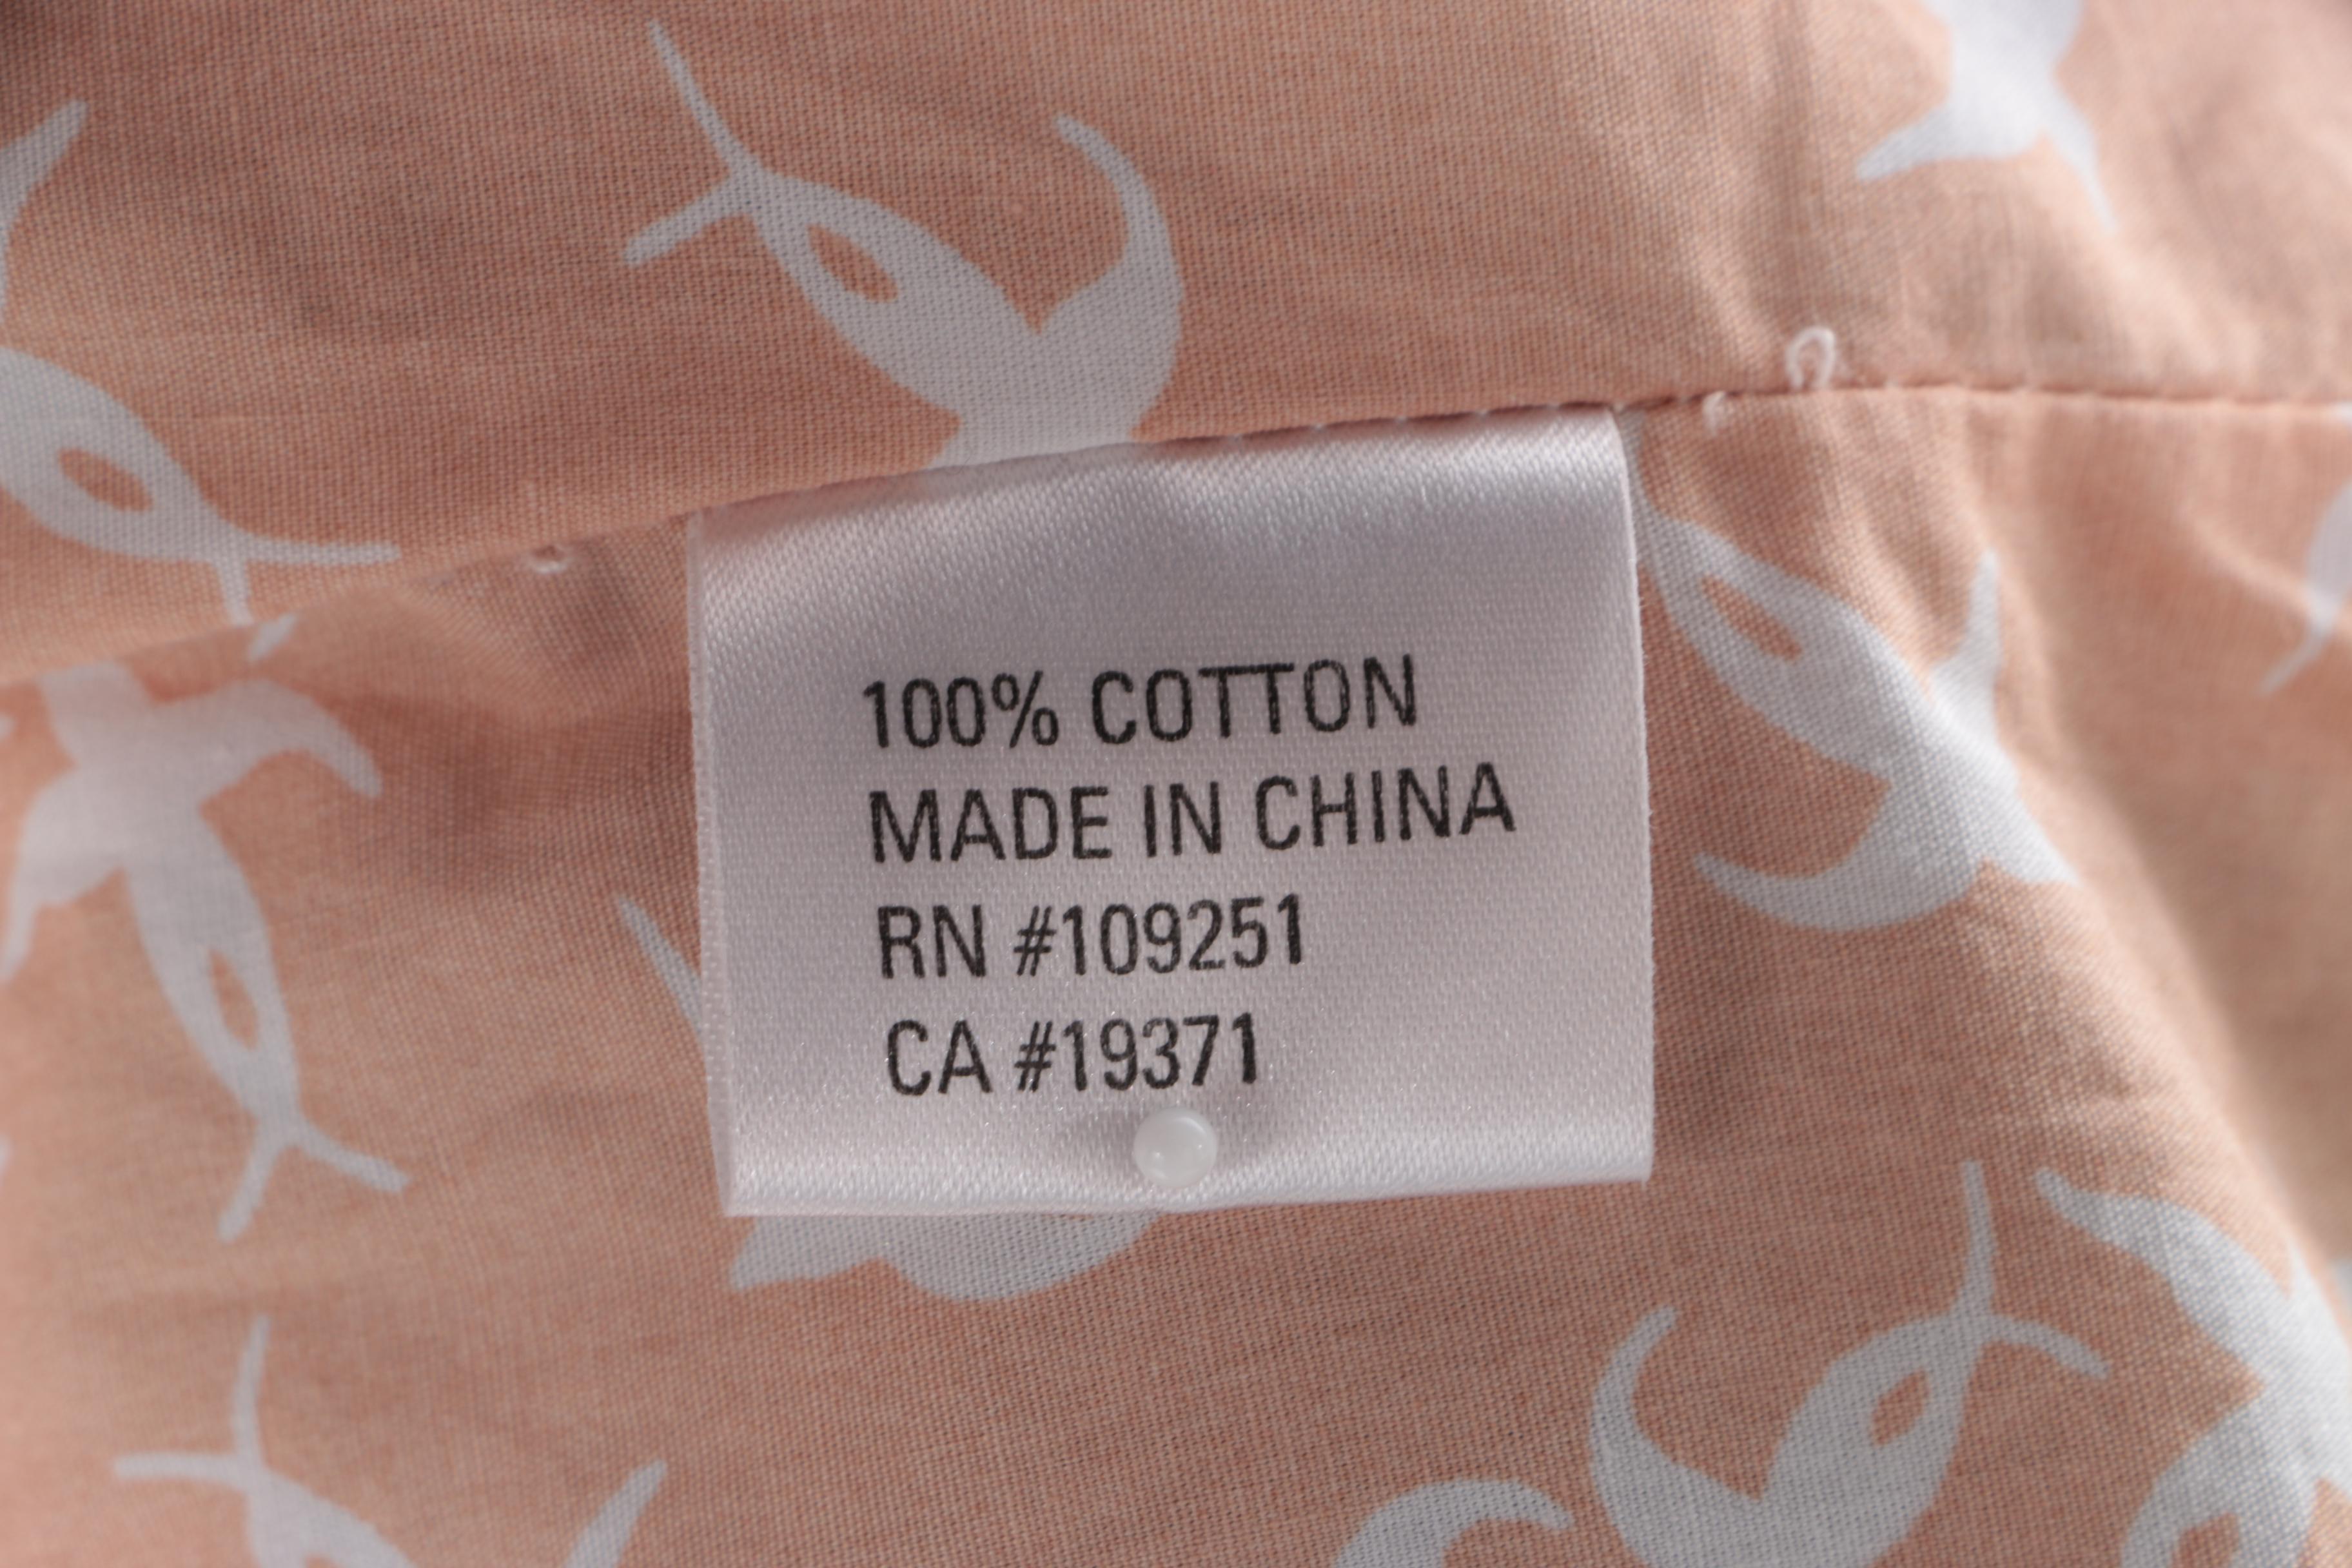 100% COTTON
MADE IN CHINA
RN #109251
CA #19371